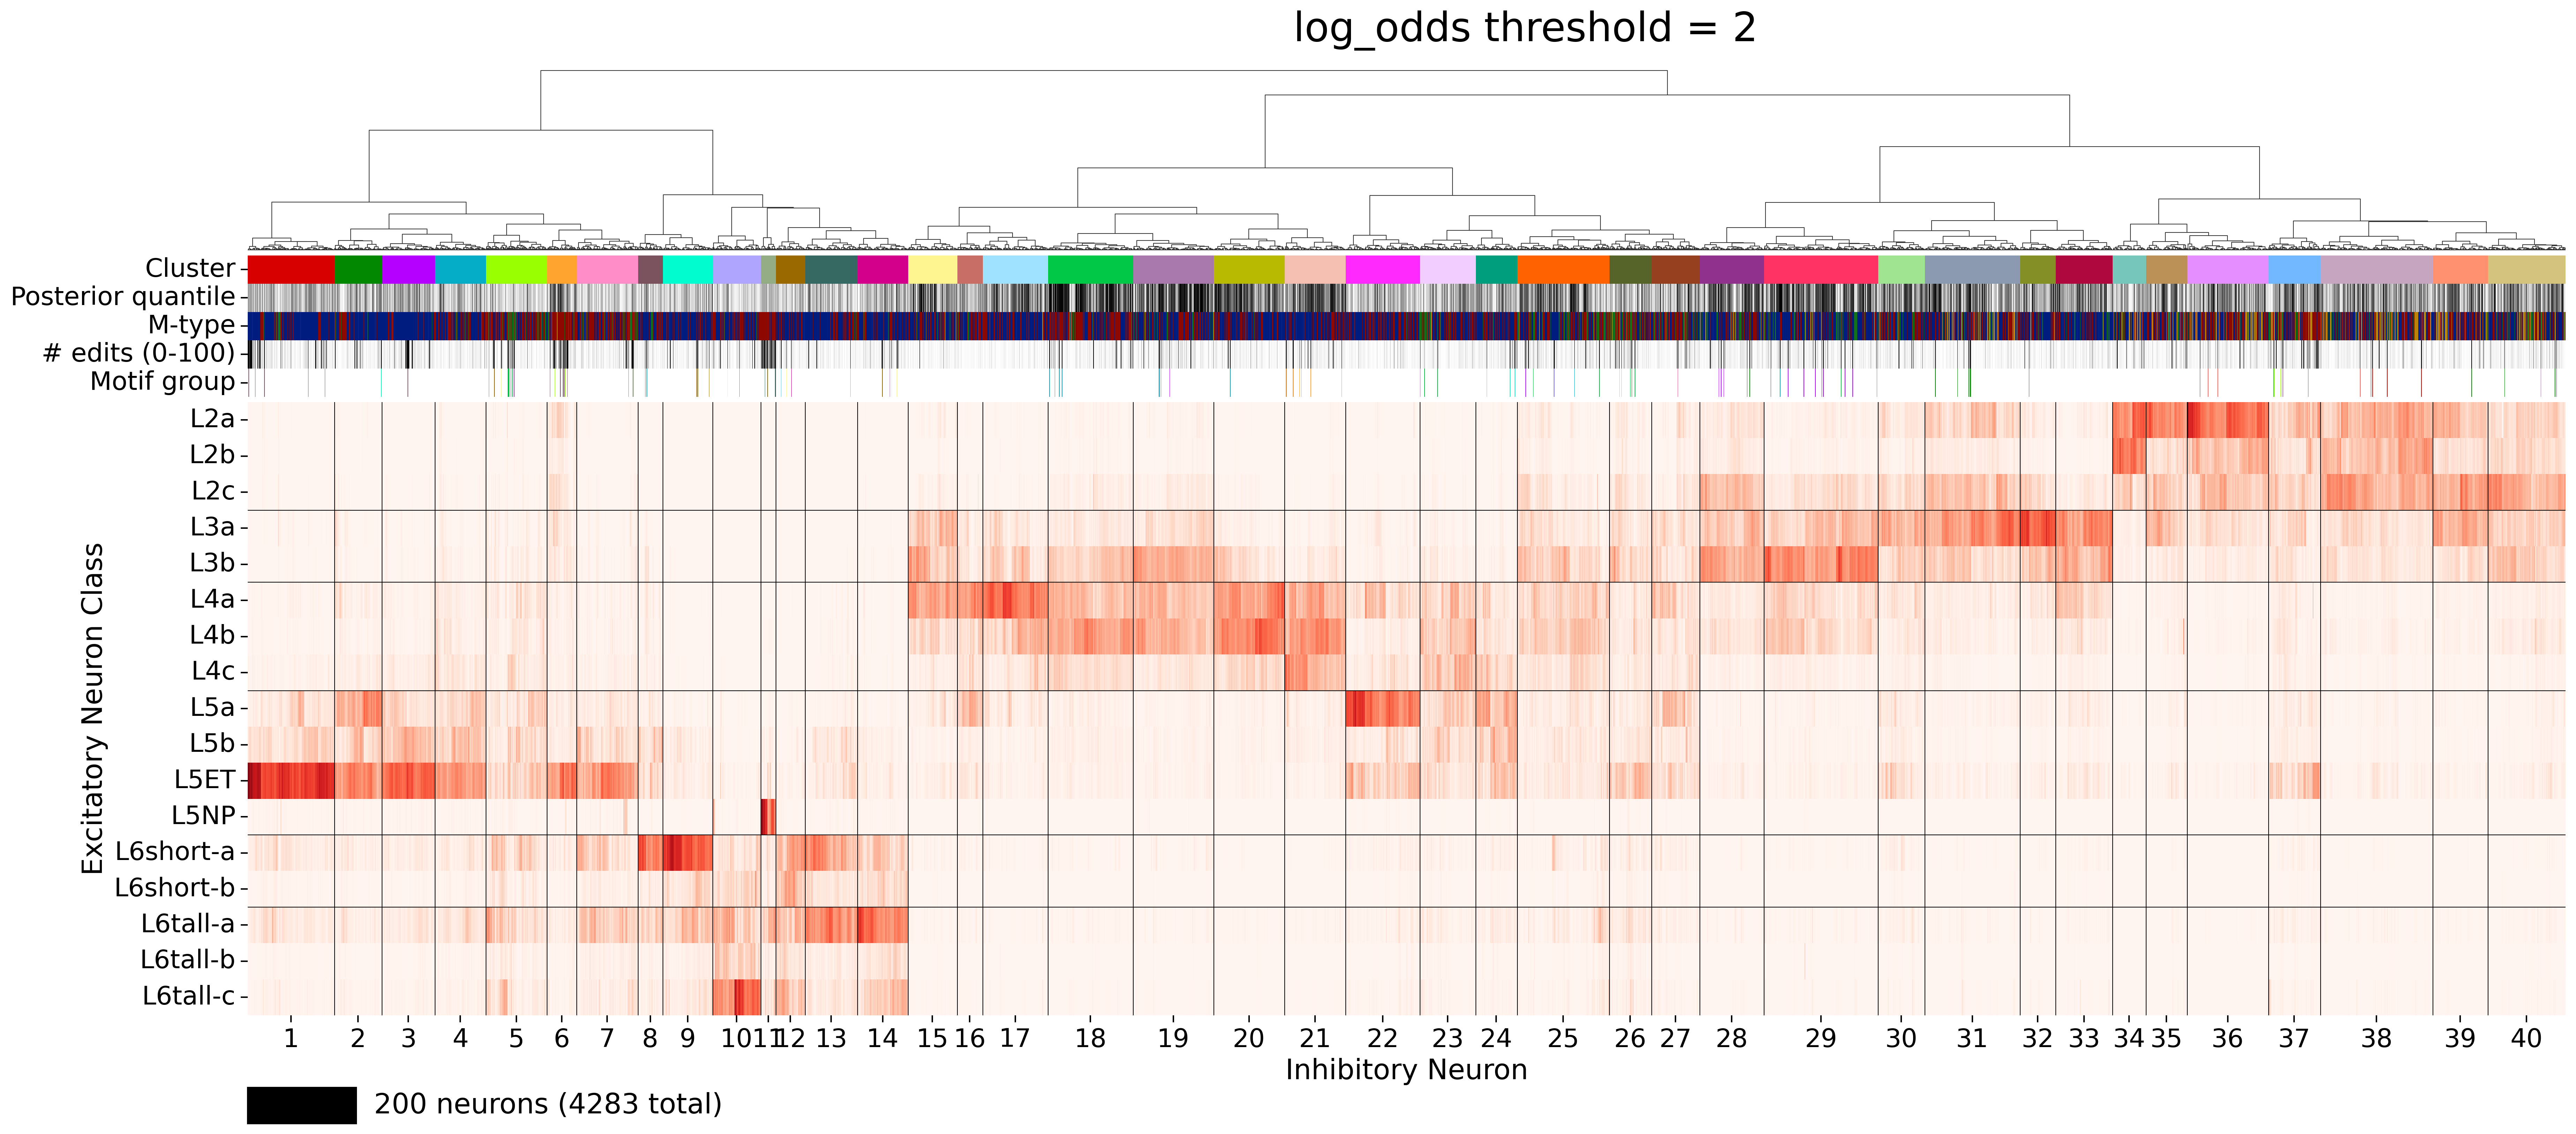 log_odds threshold = 2
Cluster
Posterior quantile
M-type
# edits (0-100)
Motif group
Excitatory Neuron Class
L2a
L2b
L2c
L3a
L3b
L4a
L4b
L4c
L5a
L5b
L5ET
L5NP
L6short-a
L6short-b
L6tall-a
L6tall-b
L6tall-c
1 2 3 4 5 6 7 8 9 10 11 12 13 14 15 16 17 18 19 20 21 22 23 24 25 26 27 28 29 30 31 32 33 34 35 36 37 38 39 40
Inhibitory Neuron
200 neurons (4283 total)